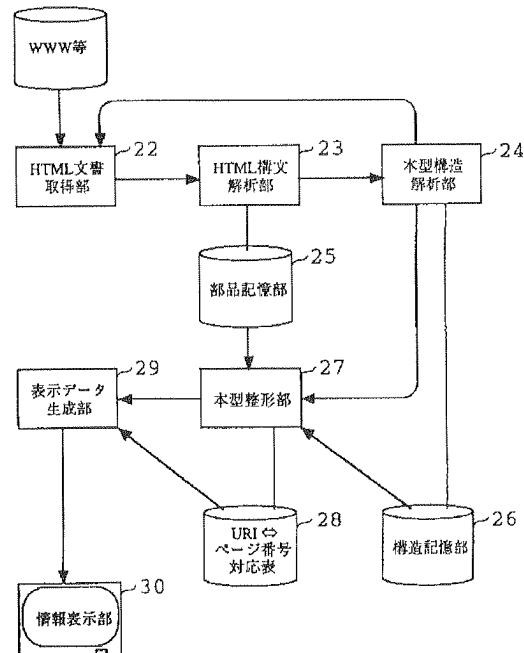 WWW等
22
HTML文書
取得部
23
HTML構文
解析部
24
本型構造
解析部
25
部品記憶部
29
表示データ
生成部
27
本型整形部
28
URI⇔
ページ番号
対応表
26
構造記憶部
30
情報表示部